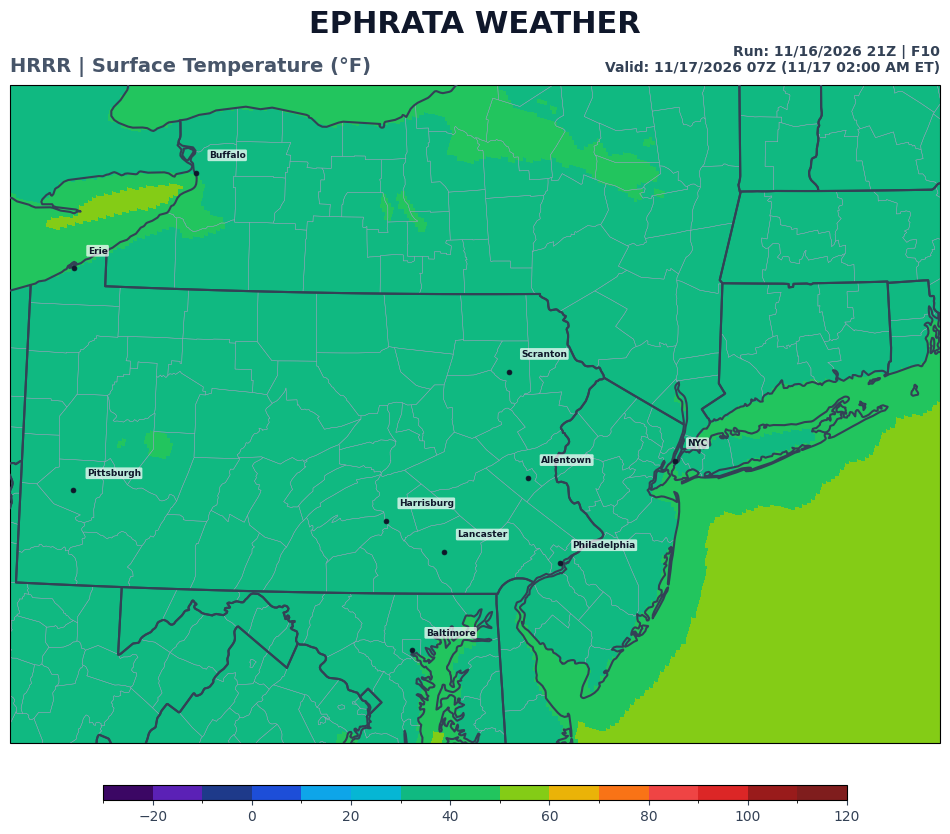 EPHRATA WEATHER
HRRR | Surface Temperature (°F)
Run: 11/16/2026 21Z | F10
Valid: 11/17/2026 07Z (11/17 02:00 AM ET)
Buffalo
Erie
Scranton
NYC
Allentown
Pittsburgh
Harrisburg
Lancaster
Philadelphia
Baltimore
−20 0 20 40 60 80 100 120